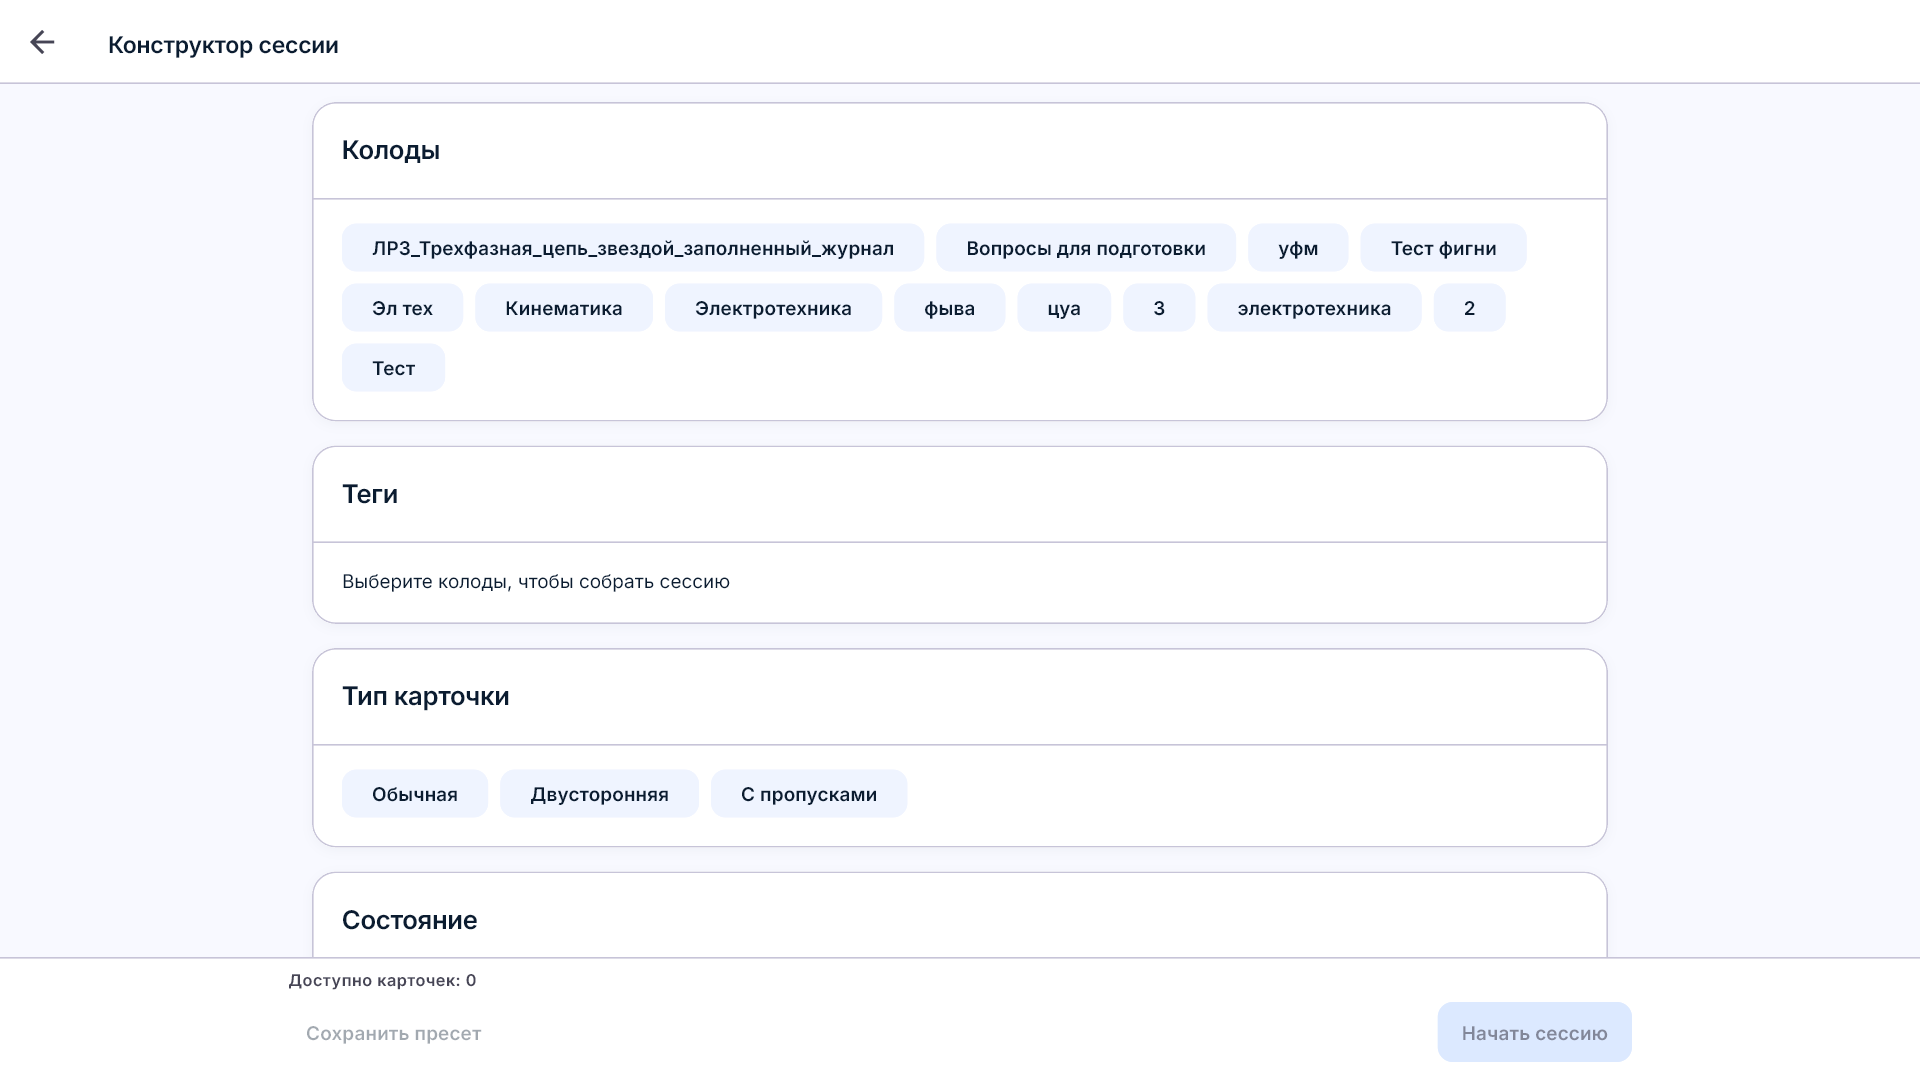 Конструктор сессии
Колоды
ЛР3_Трехфазная_цепь_звездой_заполненный_журнал Вопросы для подготовки уфм Тест фигни
Эл тех Кинематика Электротехника фыва цуа 3 электротехника 2
Тест
Теги
Выберите колоды, чтобы собрать сессию
Тип карточки
Обычная Двусторонняя С пропусками
Состояние
Доступно карточек: 0
Сохранить пресет Начать сессию